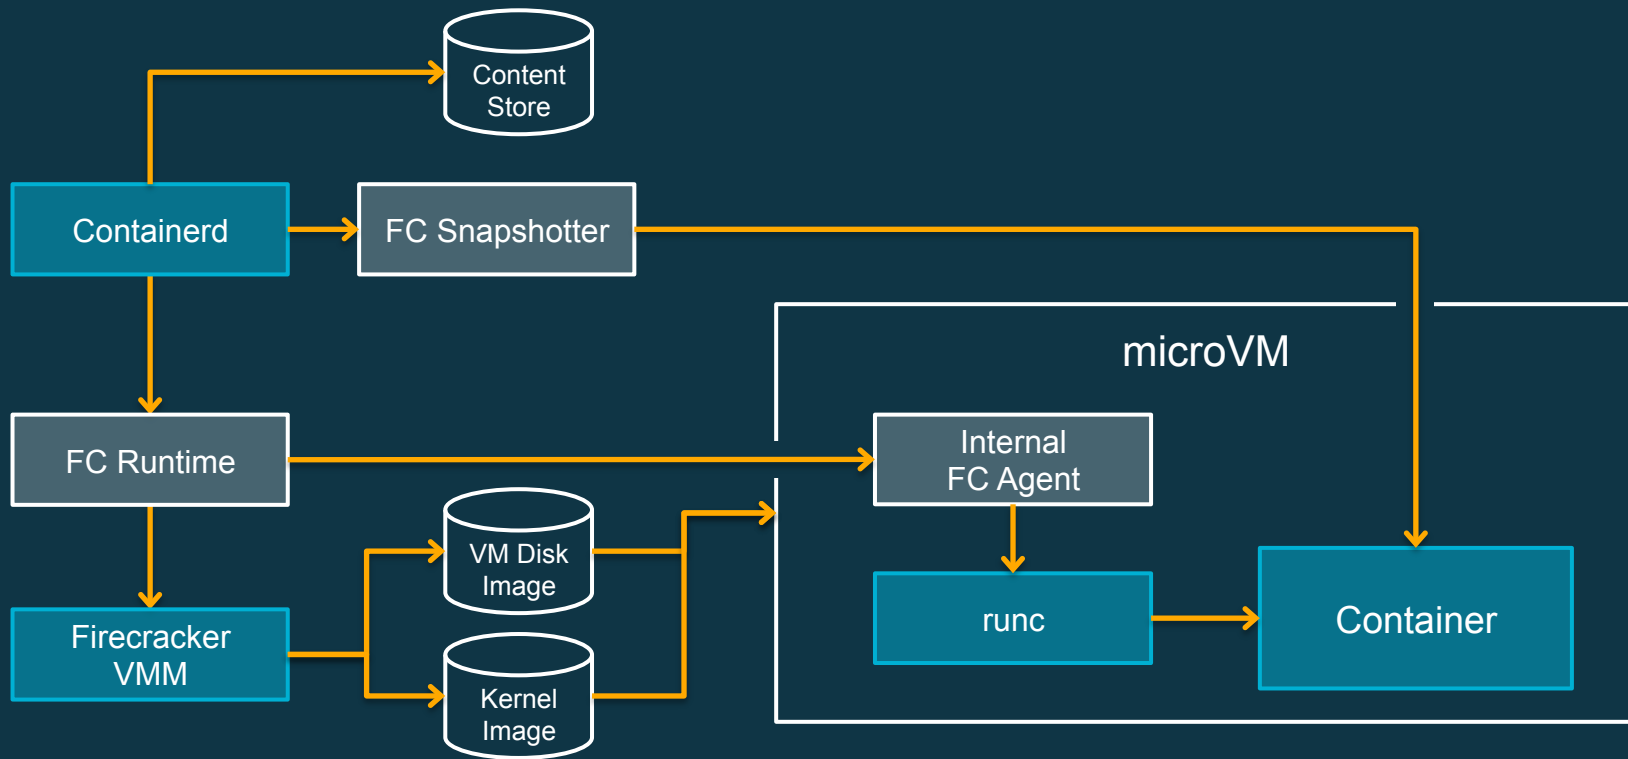 Content
Store
Containerd
FC Snapshotter
microVM
FC Runtime
Internal
FC Agent
VM Disk
Image
Firecracker
VMM
Kernel
Image
runc
Container